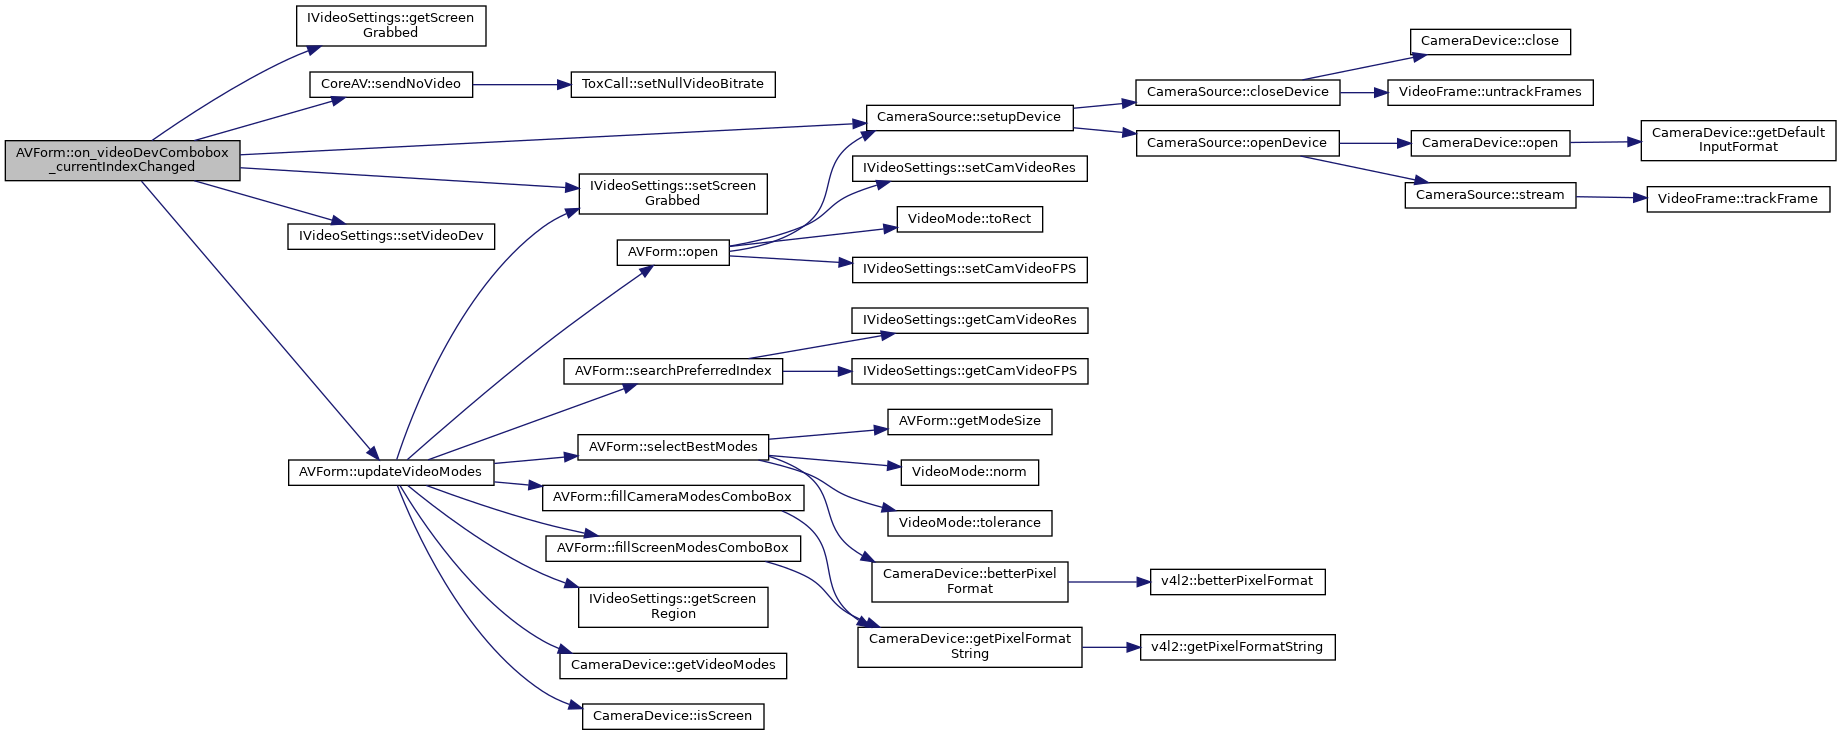 IVideoSettings::getScreen
Grabbed
CoreAV::sendNoVideo
ToxCall::setNullVideoBitrate
AVForm::on_videoDevCombobox
_currentIndexChanged
IVideoSettings::setScreen
Grabbed
IVideoSettings::setVideoDev
AVForm::updateVideoModes
AVForm::open
AVForm::searchPreferredIndex
AVForm::selectBestModes
AVForm::fillCameraModesComboBox
AVForm::fillScreenModesComboBox
IVideoSettings::getScreen
Region
CameraDevice::getVideoModes
CameraDevice::isScreen
CameraSource::setupDevice
IVideoSettings::setCamVideoRes
VideoMode::toRect
IVideoSettings::setCamVideoFPS
IVideoSettings::getCamVideoRes
IVideoSettings::getCamVideoFPS
AVForm::getModeSize
VideoMode::norm
VideoMode::tolerance
CameraDevice::betterPixel
Format
CameraDevice::getPixelFormat
String
CameraSource::closeDevice
CameraSource::openDevice
v4l2::betterPixelFormat
v4l2::getPixelFormatString
CameraDevice::close
VideoFrame::untrackFrames
CameraDevice::open
CameraSource::stream
CameraDevice::getDefault
InputFormat
VideoFrame::trackFrame